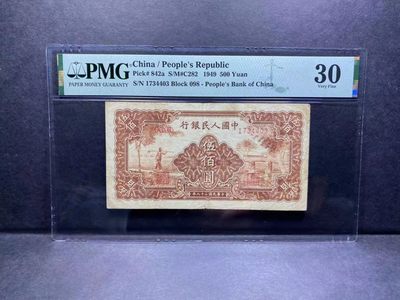 PMG
PAPER MONEY GUARANTY
China / People's Republic
Pick# 842a S/M#C282 1949 500 Yuan
S/N 1734403 Block 098 - People's Bank of China
30
Very Fine
行銀民人國中
伍佰圓